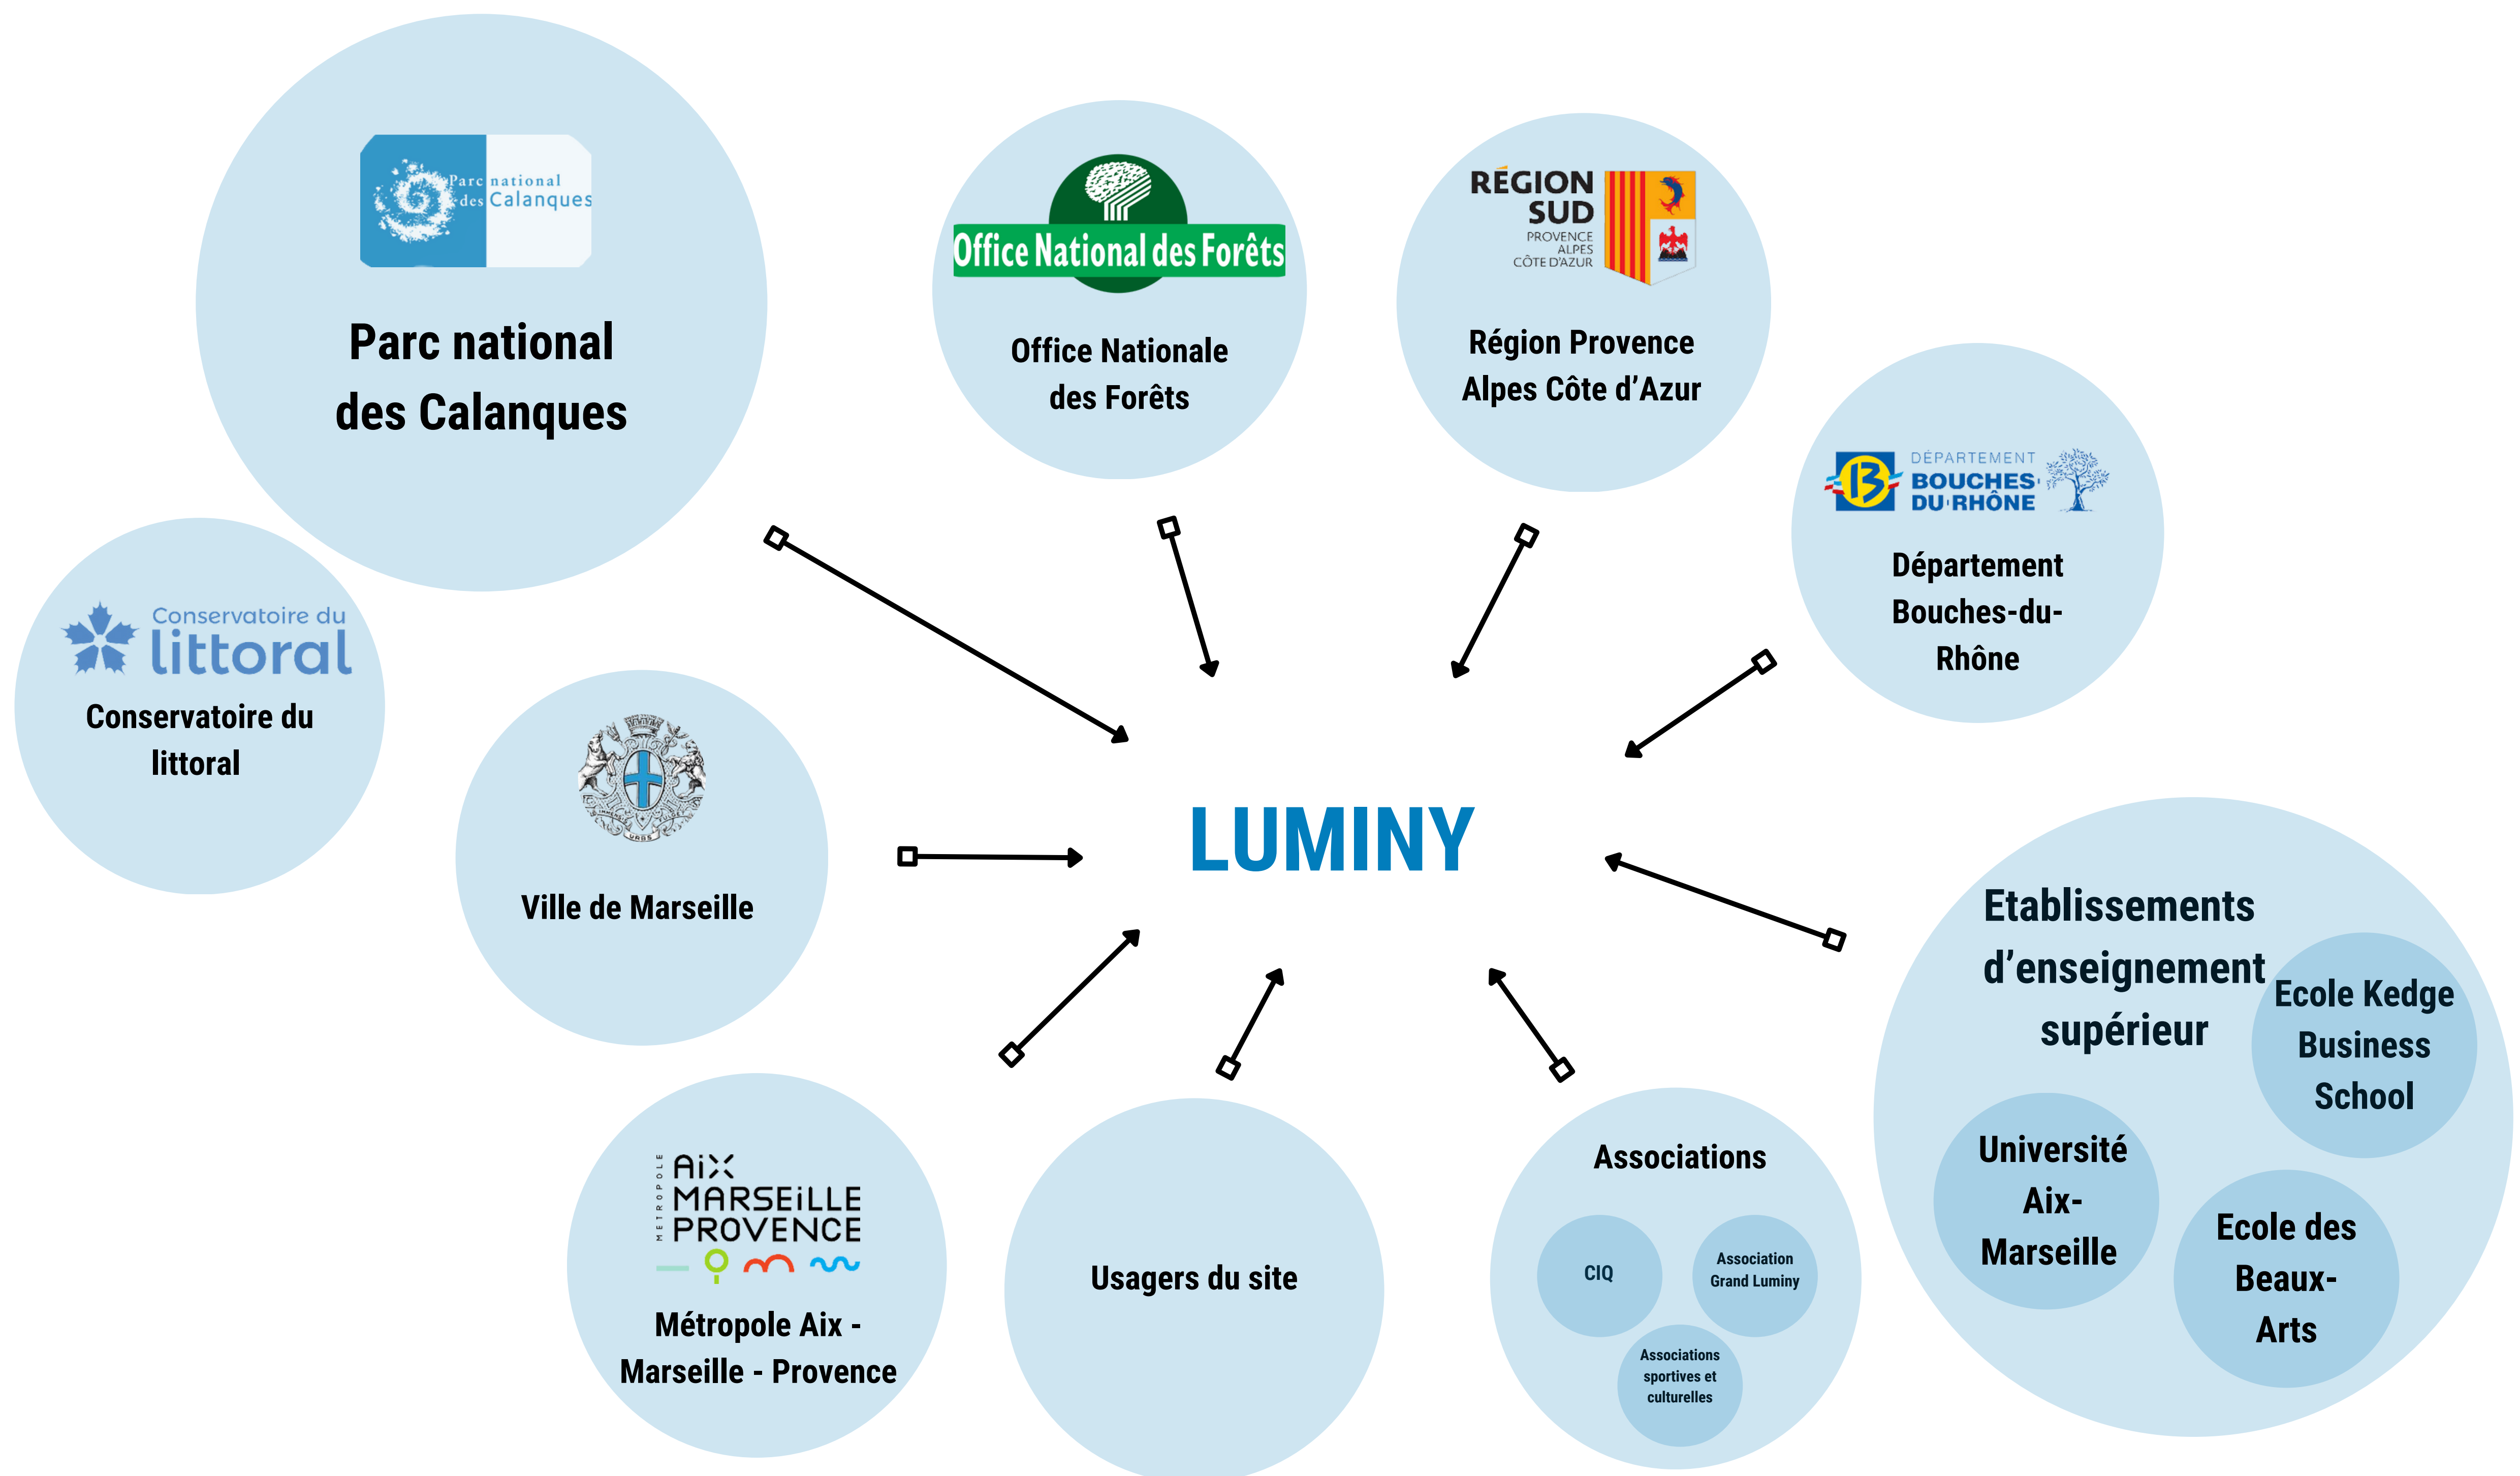 Parc national
des Calanques
Parc national
des Calanques
Office National des Forêts
Office Nationale
des Forêts
RÉGION
SUD
PROVENCE
ALPES
CÔTE D'AZUR
Région Provence
Alpes Côte d’Azur
DÉPARTEMENT
BOUCHES
DU RHÔNE
Département
Bouches-du-
Rhône
Conservatoire du
littoral
Conservatoire du
littoral
Ville de Marseille
LUMINY
Etablissements
d’enseignement
supérieur
Ecole Kedge
Business
School
Université
Aix-
Marseille
Ecole des
Beaux-
Arts
METROPOLE
AiX
MARSEiLLE
PROVENCE
Métropole Aix -
Marseille - Provence
Usagers du site
Associations
CIQ
Association
Grand Luminy
Associations
sportives et
culturelles